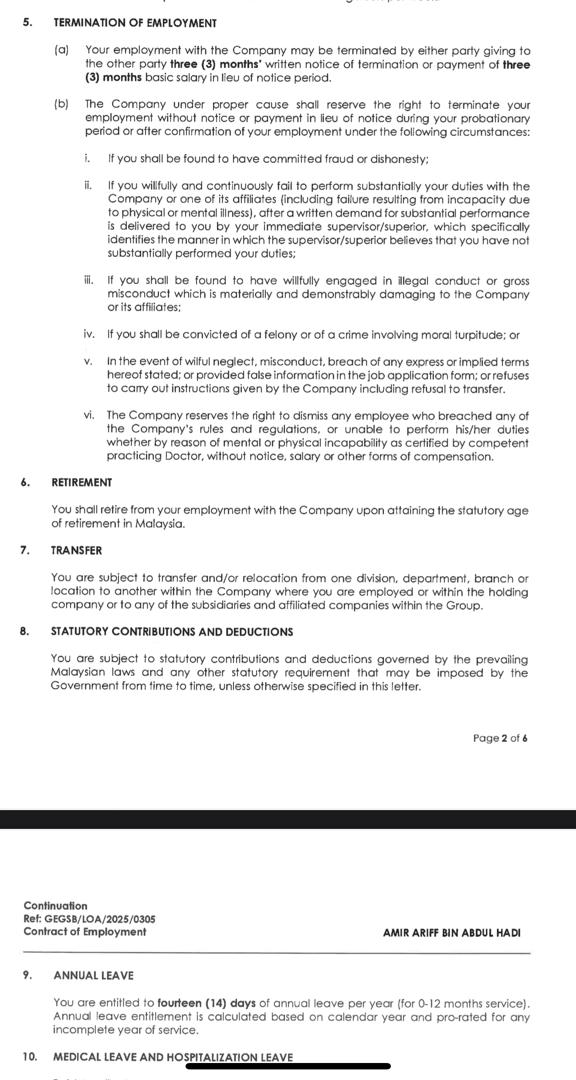 5. TERMINATION OF EMPLOYMENT
(a) Your employment with the Company may be terminated by either party giving to
the other party three (3) months' written notice of termination or payment of three
(3) months basic salary in lieu of notice period.
(b) The Company under proper cause shall reserve the right to terminate your
employment without notice or payment in lieu of notice during your probationary
period or after confirmation of your employment under the following circumstances:
i. If you shall be found to have committed fraud or dishonesty;
ii. If you willfully and continuously fail to perform substantially your duties with the
Company or one of its affiliates (including failure resulting from incapacity due
to physical or mental illness), after a written demand for substantial performance
is delivered to you by your immediate supervisor/superior, which specifically
identifies the manner in which the supervisor/superior believes that you have not
substantially performed your duties;
iii. If you shall be found to have willfully engaged in illegal conduct or gross
misconduct which is materially and demonstrably damaging to the Company
or its affiliates;
iv. If you shall be convicted of a felony or of a crime involving moral turpitude; or
v. In the event of wilful neglect, misconduct, breach of any express or implied terms
hereof stated; or provided false information in the job application form; or refuses
to carry out instructions given by the Company including refusal to transfer.
vi. The Company reserves the right to dismiss any employee who breached any of
the Company's rules and regulations, or unable to perform his/her duties
whether by reason of mental or physical incapability as certified by competent
practicing Doctor, without notice, salary or other forms of compensation.
6. RETIREMENT
You shall retire from your employment with the Company upon attaining the statutory age
of retirement in Malaysia.
7. TRANSFER
You are subject to transfer and/or relocation from one division, department, branch or
location to another within the Company where you are employed or within the holding
company or to any of the subsidiaries and affiliated companies within the Group.
8. STATUTORY CONTRIBUTIONS AND DEDUCTIONS
You are subject to statutory contributions and deductions governed by the prevailing
Malaysian laws and any other statutory requirement that may be imposed by the
Government from time to time, unless otherwise specified in this letter.
Page 2 of 6
Continuation
Ref: GEGSB/LOA/2025/0305
Contract of Employment AMIR ARIFF BIN ABDUL HADI
9. ANNUAL LEAVE
You are entitled to fourteen (14) days of annual leave per year (for 0-12 months service).
Annual leave entitlement is calculated based on calendar year and pro-rated for any
incomplete year of service.
10. MEDICAL LEAVE AND HOSPITALIZATION LEAVE